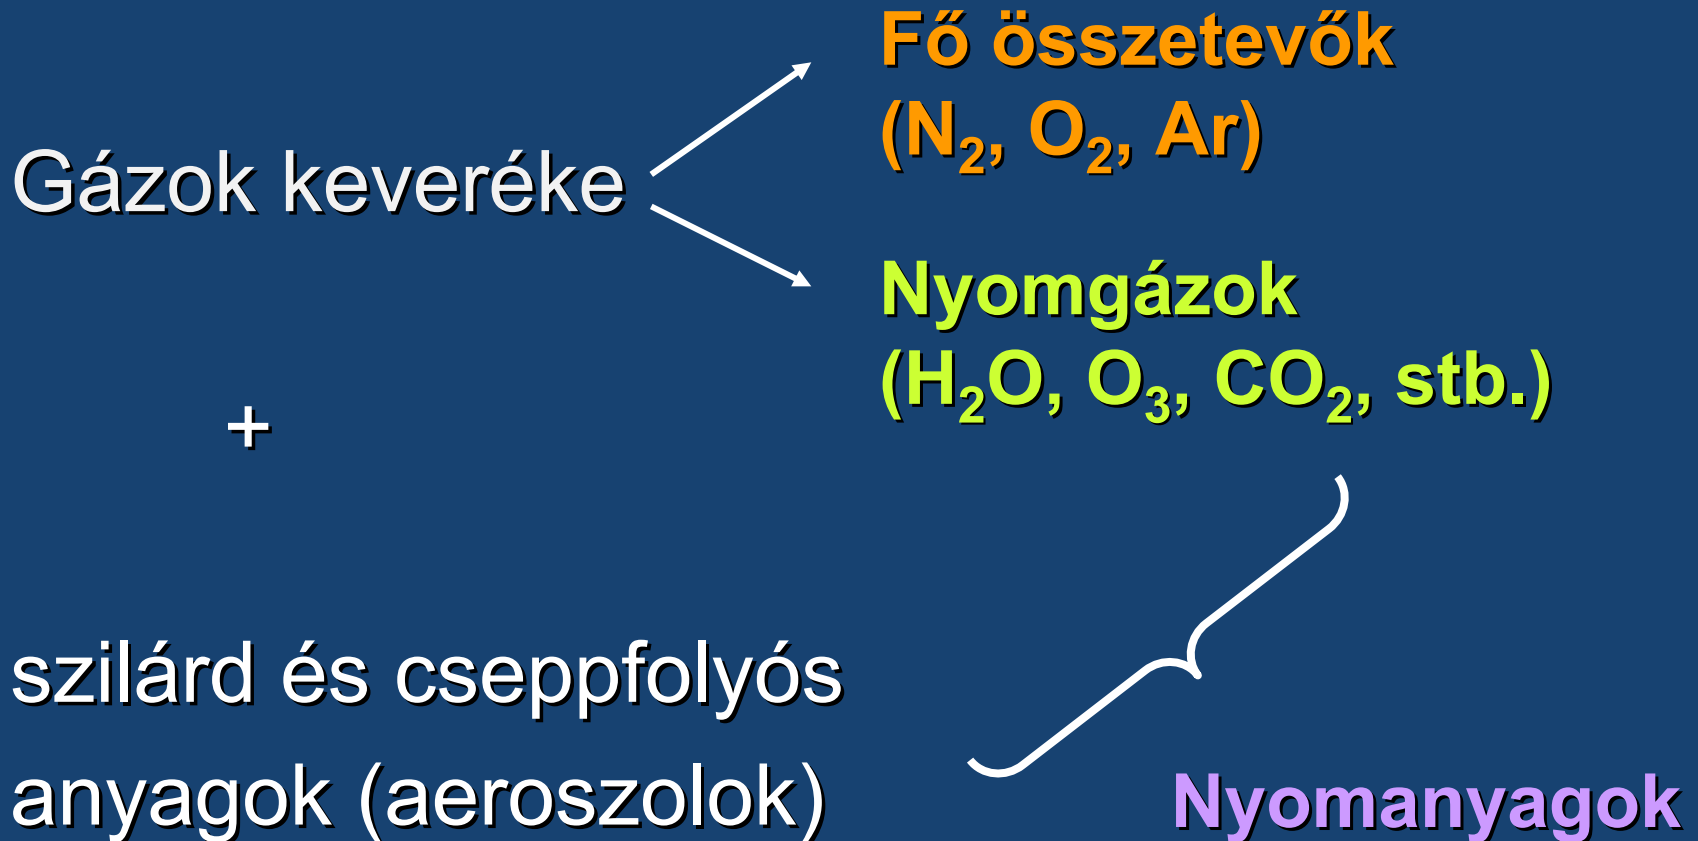 Fő összetevők
(N₂, O₂, Ar)
Gázok keveréke
Nyomgázok
(H₂O, O₃, CO₂, stb.)
+
szilárd és cseppfolyós
anyagok (aeroszolok)
Nyomanyagok